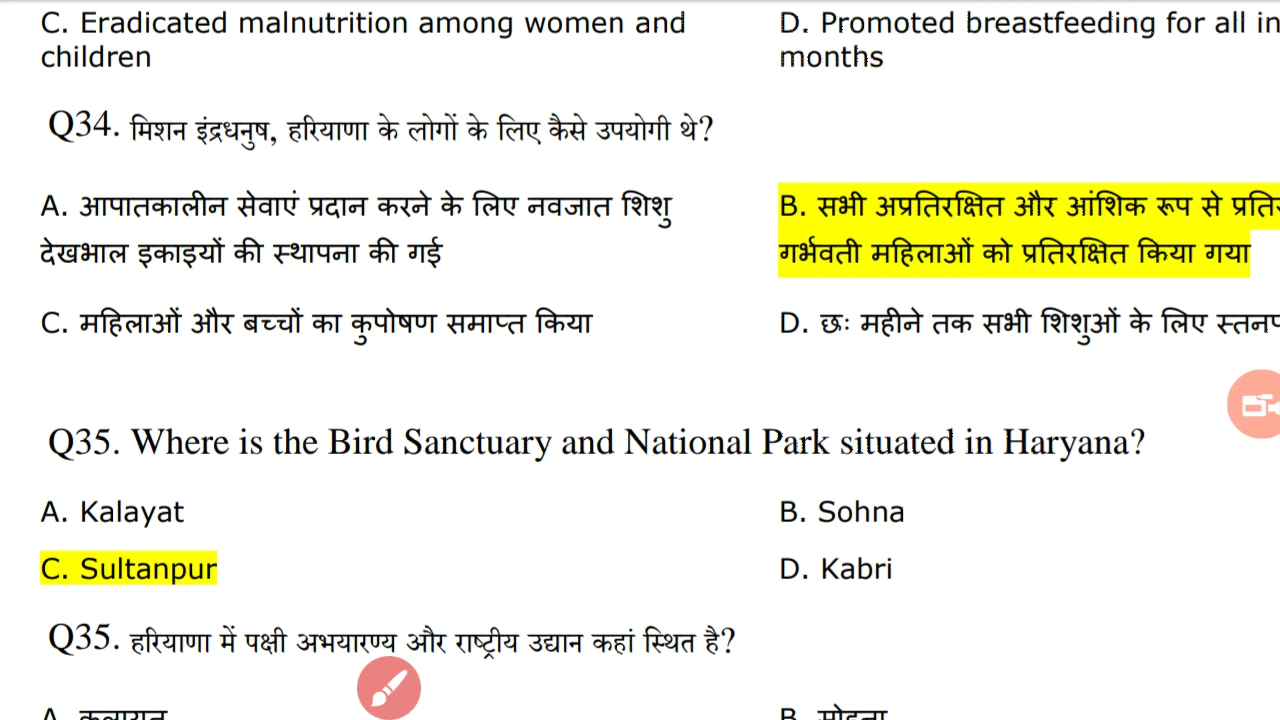 C. Eradicated malnutrition among women and
children
D. Promoted breastfeeding for all in
months
Q34. मिशन इंद्रधनुष, हरियाणा के लोगों के लिए कैसे उपयोगी थे?
A. आपातकालीन सेवाएं प्रदान करने के लिए नवजात शिशु
देखभाल इकाइयों की स्थापना की गई
B. सभी अप्रतिरक्षित और आंशिक रूप से
गर्भवती महिलाओं को प्रतिरक्षित किया गया
C. महिलाओं और बच्चों का कुपोषण समाप्त किया
D. छः महीने तक सभी शिशुओं के लिए
Q35. Where is the Bird Sanctuary and National Park situated in Haryana?
A. Kalayat
B. Sohna
C. Sultanpur
D. Kabri
Q35. हरियाणा में पक्षी अभयारण्य और राष्ट्रीय उद्यान कहां स्थित है?
A.
B.